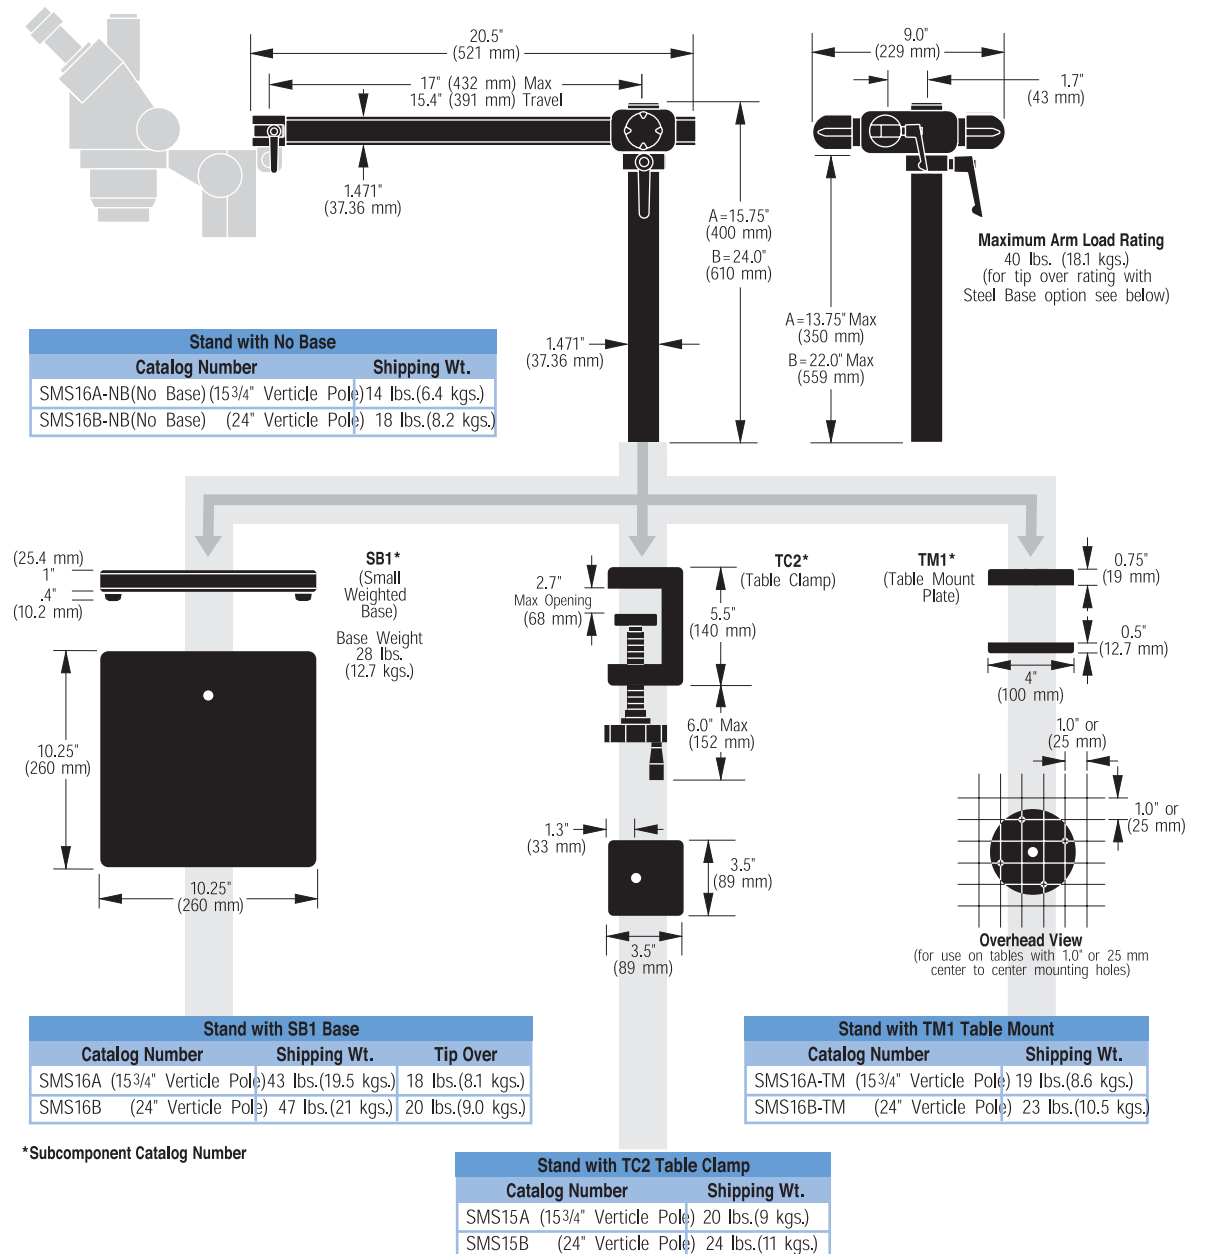 20.5"
(521 mm)
17" (432 mm) Max
15.4" (391 mm) Travel
1.471"
(37.36 mm)
A=15.75"
(400 mm)
B=24.0"
(610 mm)
1.471"
(37.36 mm)
9.0"
(229 mm)
1.7"
(43 mm)
A=13.75" Max
(350 mm)
B=22.0" Max
(559 mm)
Maximum Arm Load Rating
40 lbs. (18.1 kgs.)
(for tip over rating with
Steel Base option see below)
Stand with No Base
Catalog Number Shipping Wt.
SMS16A-NB(No Base) (15 3/4" Verticle Pole) 14 lbs.(6.4 kgs.)
SMS16B-NB(No Base) (24" Verticle Pole) 18 lbs.(8.2 kgs.)
(25.4 mm)
1"
.4"
(10.2 mm)
SB1*
(Small
Weighted
Base)
Base Weight
28 lbs.
(12.7 kgs.)
10.25"
(260 mm)
10.25"
(260 mm)
TC2*
(Table Clamp)
2.7"
Max Opening
(68 mm)
5.5"
(140 mm)
6.0" Max
(152 mm)
1.3"
(33 mm)
3.5"
(89 mm)
3.5"
(89 mm)
TM1*
(Table Mount
Plate)
0.75"
(19 mm)
0.5"
(12.7 mm)
4"
(100 mm)
1.0" or
(25 mm)
1.0" or
(25 mm)
Overhead View
(for use on tables with 1.0" or 25 mm
center to center mounting holes)
Stand with SB1 Base
Catalog Number Shipping Wt. Tip Over
SMS16A (15 3/4" Verticle Pole) 43 lbs.(19.5 kgs.) 18 lbs.(8.1 kgs.)
SMS16B (24" Verticle Pole) 47 lbs.(21 kgs.) 20 lbs.(9.0 kgs.)
Stand with TM1 Table Mount
Catalog Number Shipping Wt.
SMS16A-TM (15 3/4" Verticle Pole) 19 lbs.(8.6 kgs.)
SMS16B-TM (24" Verticle Pole) 23 lbs.(10.5 kgs.)
*Subcomponent Catalog Number
Stand with TC2 Table Clamp
Catalog Number Shipping Wt.
SMS15A (15 3/4" Verticle Pole) 20 lbs.(9 kgs.)
SMS15B (24" Verticle Pole) 24 lbs.(11 kgs.)